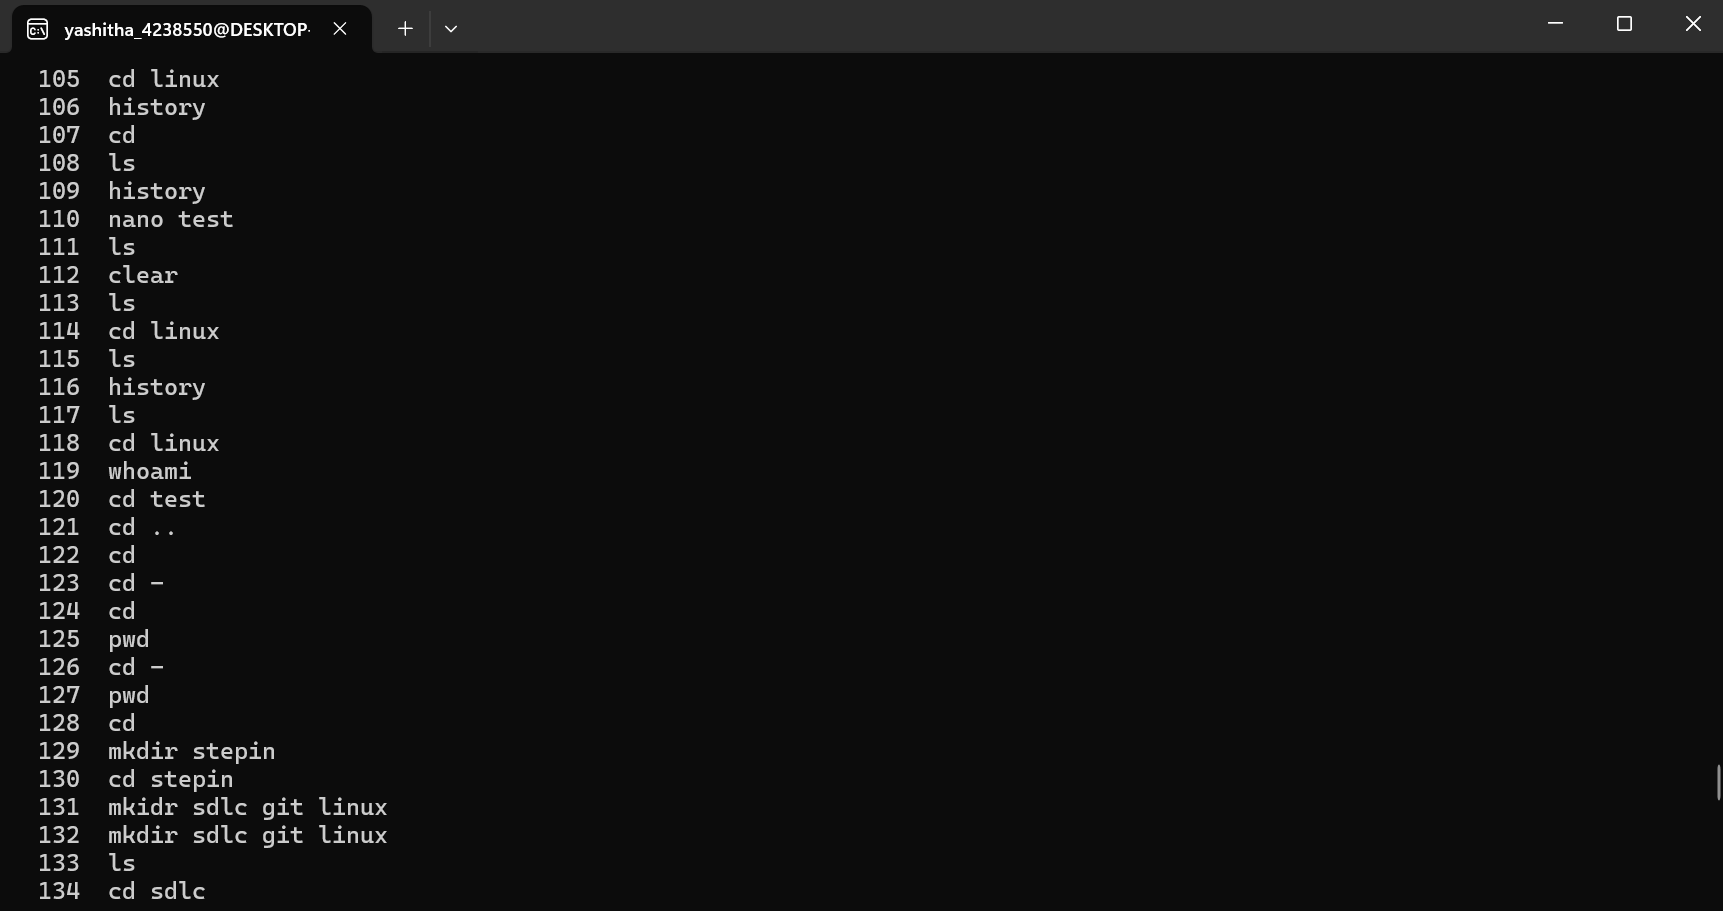 yashitha_4238550@DESKTOP-
105 cd linux
106 history
107 cd
108 ls
109 history
110 nano test
111 ls
112 clear
113 ls
114 cd linux
115 ls
116 history
117 ls
118 cd linux
119 whoami
120 cd test
121 cd ..
122 cd
123 cd -
124 cd
125 pwd
126 cd -
127 pwd
128 cd
129 mkdir stepin
130 cd stepin
131 mkidr sdlc git linux
132 mkdir sdlc git linux
133 ls
134 cd sdlc